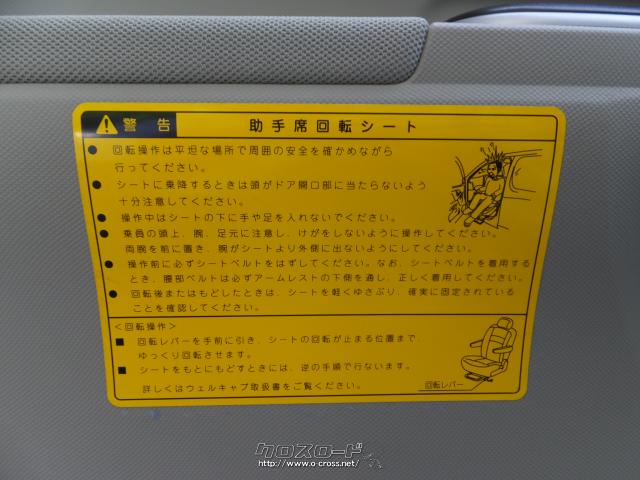 警告
助手席回転シート
● 回転操作は平坦な場所で周囲の安全を確かめながら
行ってください。
● シートに乗降するときは頭がドア開口部に当たらないよう
十分注意してください。
● 操作中はシートの下に手や足を入れないでください。
● 乗員の頭上、腕、足元に注意し、けがをしないように操作してください。
両腕を前に置き、腕がシートより外側に出ないようにしてください。
● 操作前に必ずシートベルトをはずしてください。なお、シートベルトを着用する
とき、腰部ベルトは必ずアームレストの下側を通し、正しく着用してください。
● 回転後またはもどしたときは、シートを軽くゆさぶり、確実に固定されている
ことを確認してください。
<回転操作>
■ 回転レバーを手前に引き、シートの回転が止まる位置まで、
ゆっくり回転させます。
■ シートをもとにもどすときには、逆の手順で行ないます。
詳しくはウェルキャブ取扱書をご覧ください。
回転レバー
クロスロード
http://www.o-cross.net/